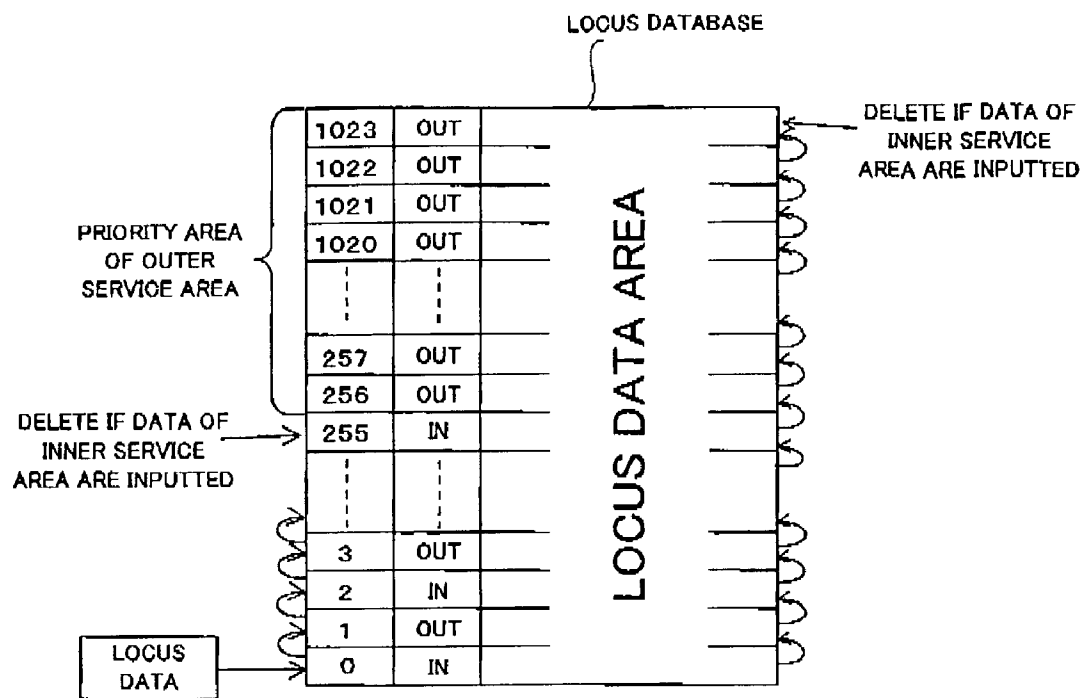 LOCUS DATABASE
DELETE IF DATA OF
INNER SERVICE
AREA ARE INPUTTED
1023 OUT
1022 OUT
1021 OUT
1020 OUT
PRIORITY AREA
OF OUTER
SERVICE AREA
257 OUT
256 OUT
255 IN
DELETE IF DATA OF
INNER SERVICE
AREA ARE INPUTTED
3 OUT
2 IN
1 OUT
0 IN
LOCUS
DATA
LOCUS DATA AREA